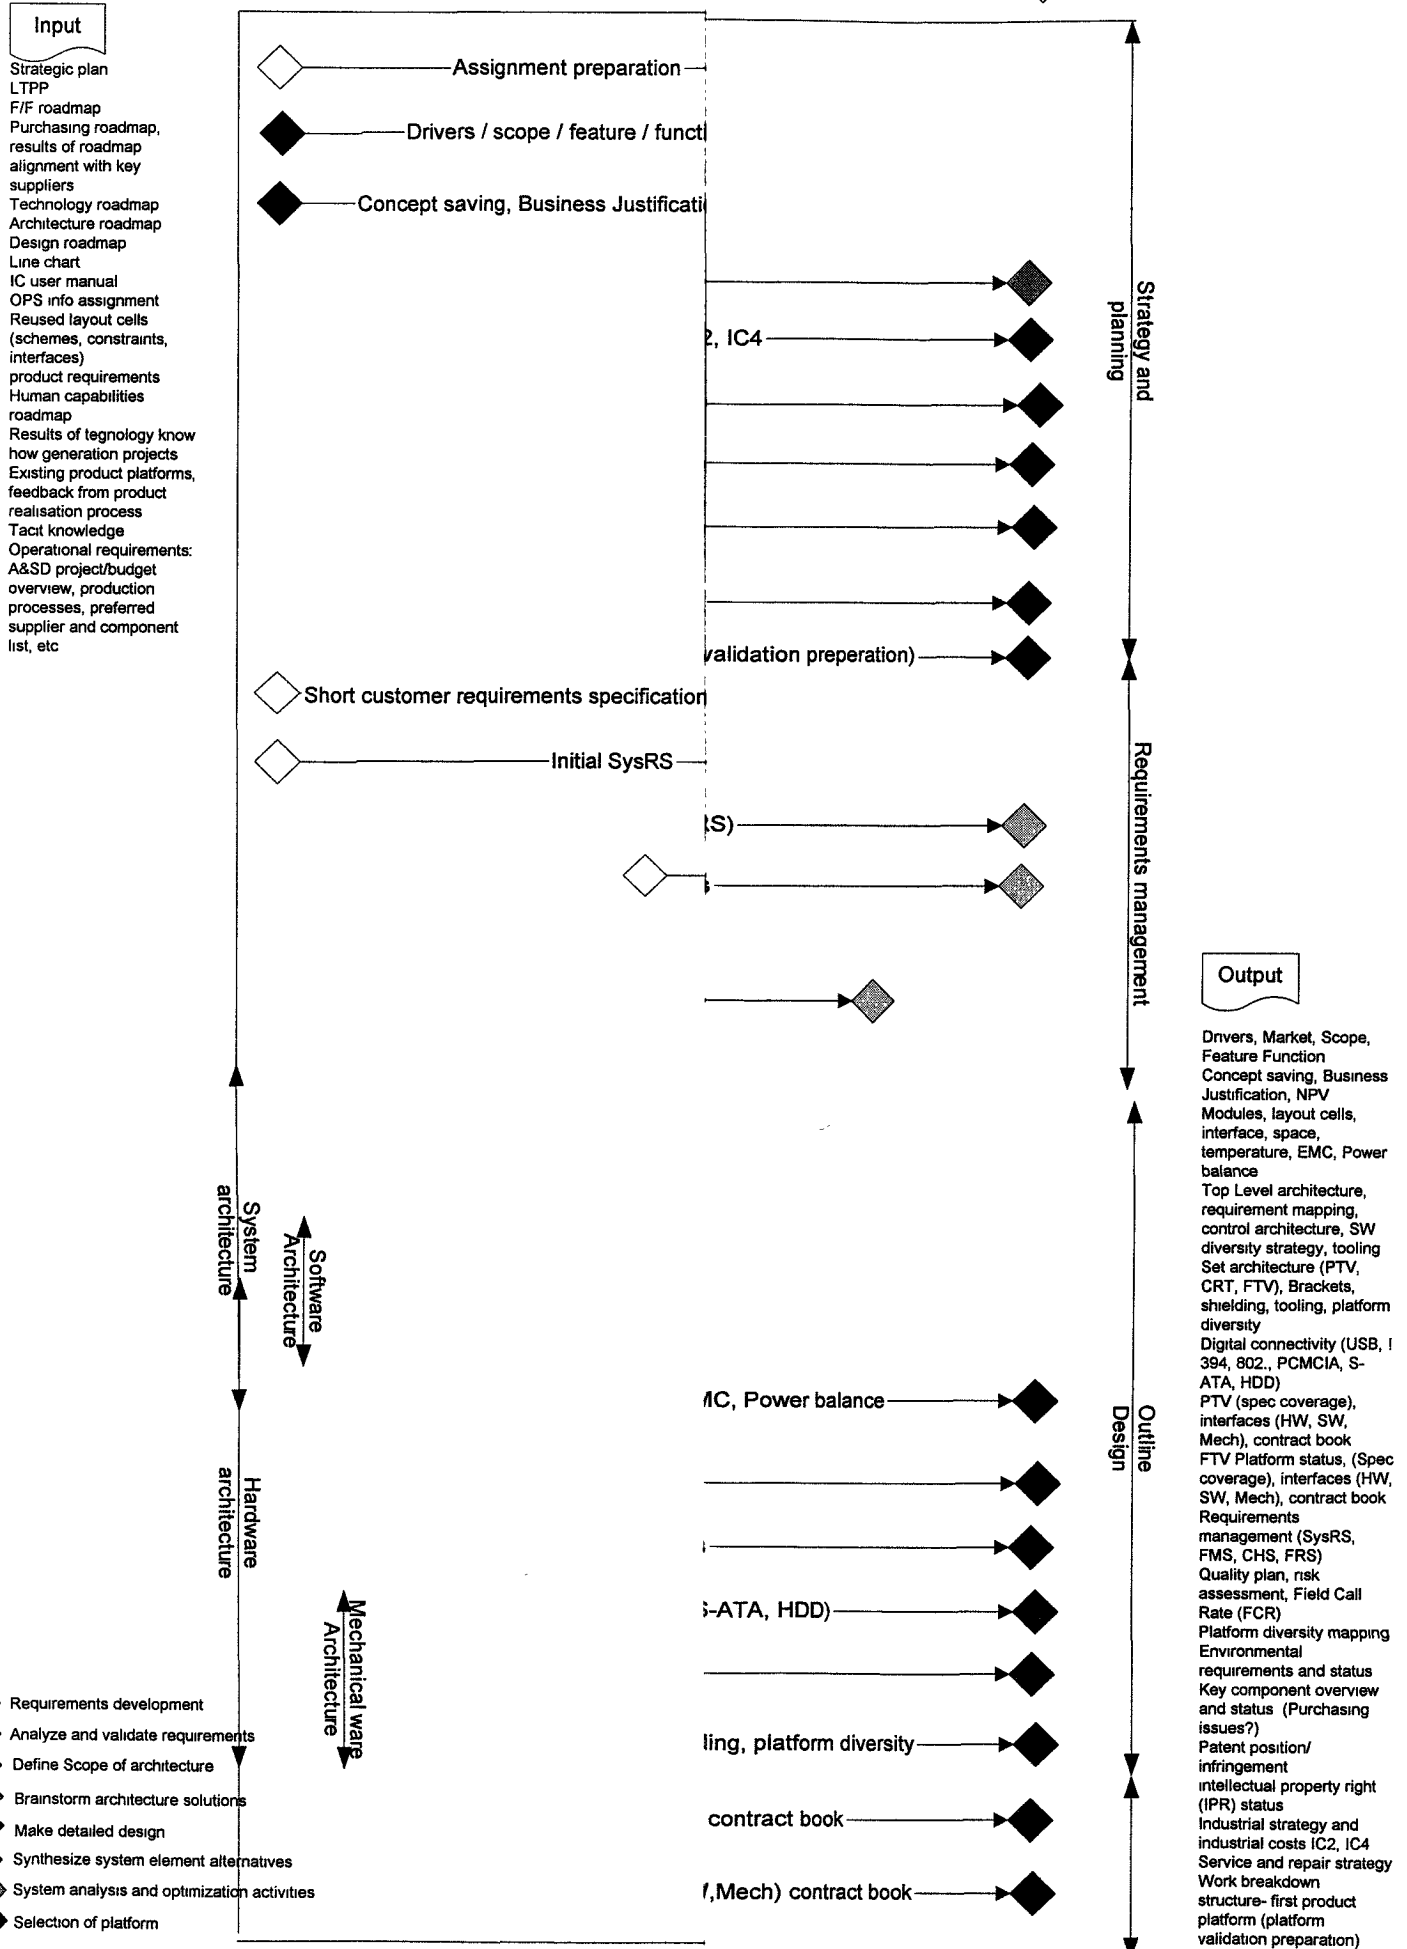 Input
Strategic plan
LTPP
F/F roadmap
Purchasing roadmap,
results of roadmap
alignment with key
suppliers
Technology roadmap
Architecture roadmap
Design roadmap
Line chart
IC user manual
OPS info assignment
Reused layout cells
(schemes, constraints,
interfaces)
product requirements
Human capabilities
roadmap
Results of tegnology know
how generation projects
Existing product platforms,
feedback from product
realisation process
Tacit knowledge
Operational requirements:
A&SD project/budget
overview, production
processes, preferred
supplier and component
list, etc
Assignment preparation
Drivers / scope / feature / functi
Concept saving, Business Justificati
2, IC4
validation preperation)
Short customer requirements specification
Initial SysRS
RS)
s
Strategy and
planning
Requirements management
System
architecture
Software
Architecture
Hardware
architecture
Mechanical ware
Architecture
MC, Power balance
S-ATA, HDD)
ling, platform diversity
contract book
,Mech) contract book
Outline
Design
Requirements development
Analyze and validate requirements
Define Scope of architecture
Brainstorm architecture solutions
Make detailed design
Synthesize system element alternatives
System analysis and optimization activities
Selection of platform
Output
Drivers, Market, Scope,
Feature Function
Concept saving, Business
Justification, NPV
Modules, layout cells,
interface, space,
temperature, EMC, Power
balance
Top Level architecture,
requirement mapping,
control architecture, SW
diversity strategy, tooling
Set architecture (PTV,
CRT, FTV), Brackets,
shielding, tooling, platform
diversity
Digital connectivity (USB, I
394, 802., PCMCIA, S-
ATA, HDD)
PTV (spec coverage),
interfaces (HW, SW,
Mech), contract book
FTV Platform status, (Spec
coverage), interfaces (HW,
SW, Mech), contract book
Requirements
management (SysRS,
FMS, CHS, FRS)
Quality plan, risk
assessment, Field Call
Rate (FCR)
Platform diversity mapping
Environmental
requirements and status
Key component overview
and status (Purchasing
issues?)
Patent position/
infringement
intellectual property right
(IPR) status
Industrial strategy and
industrial costs IC2, IC4
Service and repair strategy
Work breakdown
structure- first product
platform (platform
validation preparation)